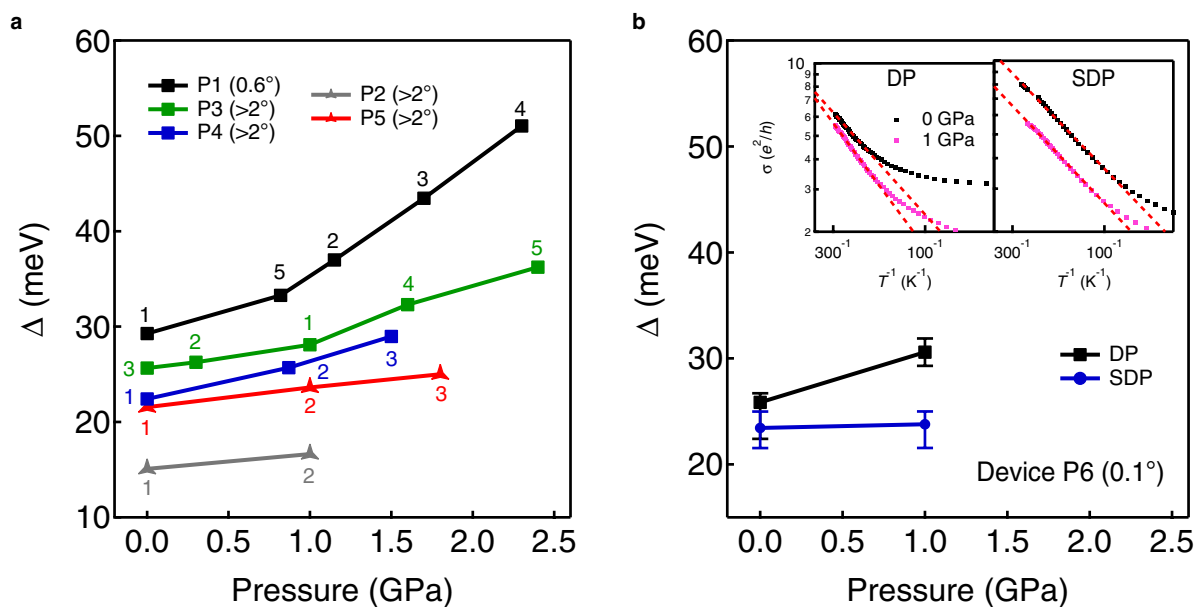 a
60
50
40
30
20
10
Δ (meV)
P1 (0.6°)
P3 (>2°)
P4 (>2°)
P2 (>2°)
P5 (>2°)
1
5
2
3
4
3
2
1
4
5
1
2
3
1
2
3
1
2
0.0
0.5
1.0
1.5
2.0
2.5
Pressure (GPa)
b
60
50
40
30
20
Δ (meV)
DP
SDP
0 GPa
1 GPa
10
9
8
7
6
5
4
3
2
σ (e²/h)
300⁻¹
100⁻¹
300⁻¹
100⁻¹
T⁻¹ (K⁻¹)
T⁻¹ (K⁻¹)
DP
SDP
Device P6 (0.1°)
0.0
0.5
1.0
1.5
2.0
2.5
Pressure (GPa)